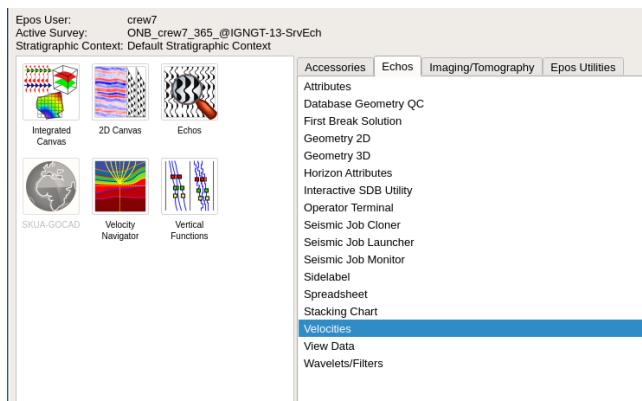 Epos User: crew7
Active Survey: ONB_crew7_365_@IGNGT-13-SrvEch
Stratigraphic Context: Default Stratigraphic Context
Integrated Canvas
2D Canvas
Echos
SKUA-GOCAD
Velocity Navigator
Vertical Functions
Accessories Echos Imaging/Tomography Epos Utilities
Attributes
Database Geometry QC
First Break Solution
Geometry 2D
Geometry 3D
Horizon Attributes
Interactive SDB Utility
Operator Terminal
Seismic Job Cloner
Seismic Job Launcher
Seismic Job Monitor
Sidelabel
Spreadsheet
Stacking Chart
Velocities
View Data
Wavelets/Filters